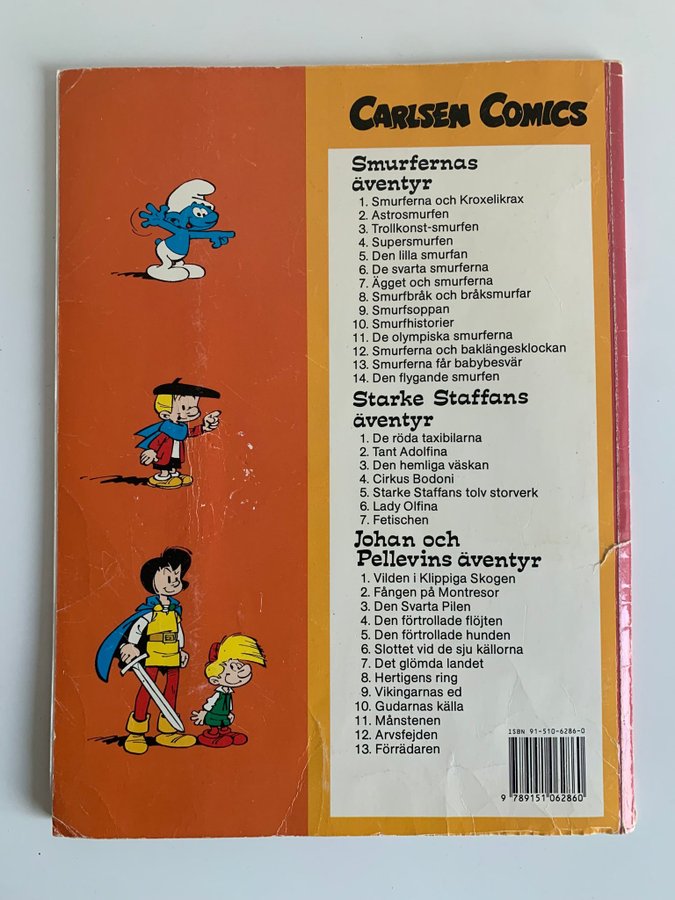 CARLSEN COMICS
Smurfernas
äventyr
1. Smurferna och Kroxelikrax
2. Astrosmurfen
3. Trollkonst-smurfen
4. Supersmurfen
5. Den lilla smurfan
6. De svarta smurferna
7. Ägget och smurferna
8. Smurfbråk och bråksmurfar
9. Smurfsoppan
10. Smurfhistorier
11. De olympiska smurferna
12. Smurferna och baklängesklockan
13. Smurferna får babybesvär
14. Den flygande smurfen
Starke Staffans
äventyr
1. De röda taxibilarna
2. Tant Adolfina
3. Den hemliga väskan
4. Cirkus Bodoni
5. Starke Staffans tolv storverk
6. Lady Olfina
7. Fetischen
Johan och
Pellevins äventyr
1. Vilden i Klippiga Skogen
2. Fången på Montresor
3. Den Svarta Pilen
4. Den förtrollade flöjten
5. Den förtrollade hunden
6. Slottet vid de sju källorna
7. Det glömda landet
8. Hertigens ring
9. Vikingarnas ed
10. Gudarnas källa
11. Månstenen
12. Arvsfejden
13. Förrädaren
ISBN 91-510-6286-0
9 789151 062860